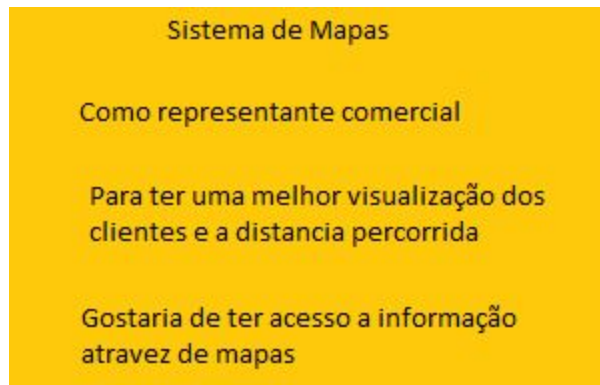 Sistema de Mapas
Como representante comercial
Para ter uma melhor visualização dos
clientes e a distancia percorrida
Gostaria de ter acesso a informação
atravez de mapas